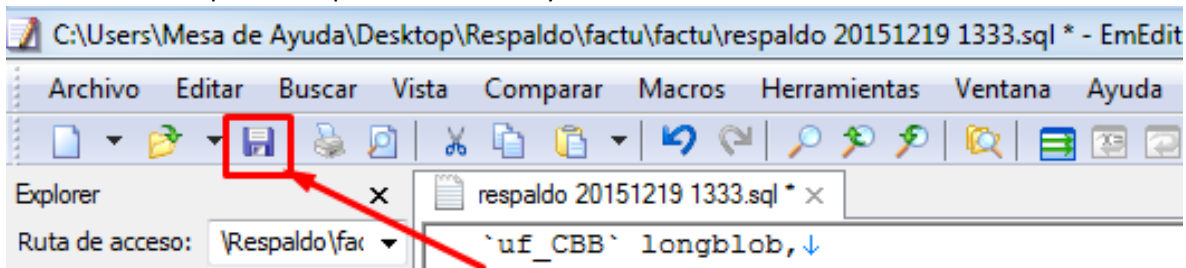 C:\Users\Mesa de Ayuda\Desktop\Respaldo\factu\factu\respaldo 20151219 1333.sql * - EmEdit
Archivo Editar Buscar Vista Comparar Macros Herramientas Ventana Ayuda
Explorer × respaldo 20151219 1333.sql * ×
Ruta de acceso: \Respaldo\fac
`uf_CBB` longblob,↓